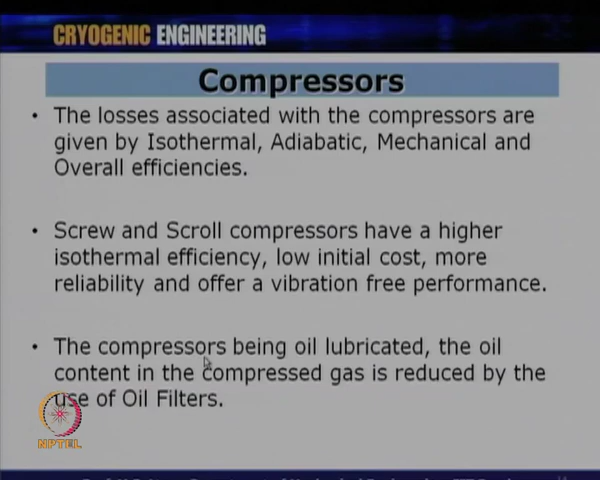 CRYOGENIC ENGINEERING
Compressors
• The losses associated with the compressors are
given by Isothermal, Adiabatic, Mechanical and
Overall efficiencies.
• Screw and Scroll compressors have a higher
isothermal efficiency, low initial cost, more
reliability and offer a vibration free performance.
• The compressors being oil lubricated, the oil
content in the compressed gas is reduced by the
use of Oil Filters.
NPTEL